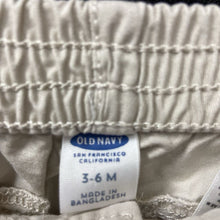 OLD NAVY
SAN FRANCISCO
CALIFORNIA
3-6 M
MADE IN
BANGLADESH